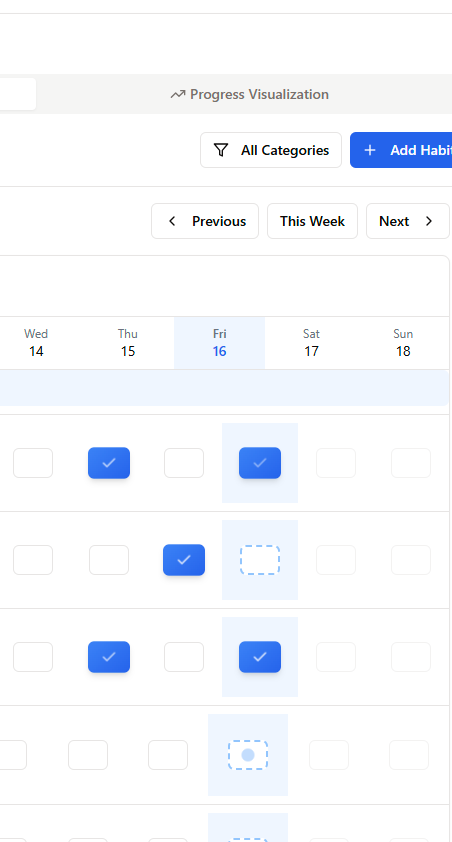 Progress Visualization
All Categories
Add Habit
Previous
This Week
Next
Wed Thu Fri Sat Sun
14 15 16 17 18